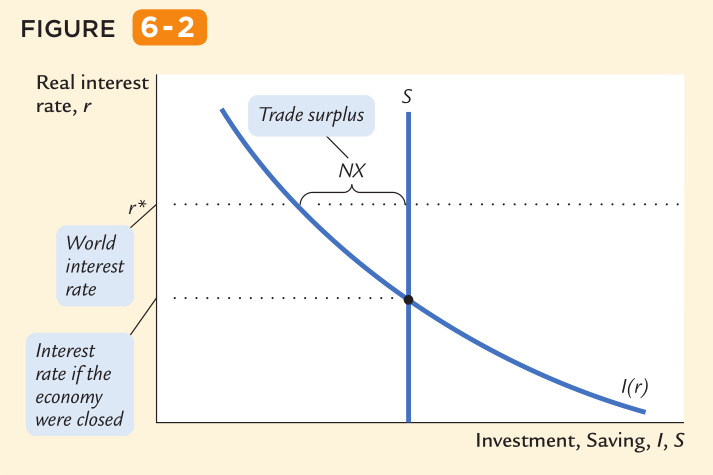 FIGURE 6-2
Real interest
rate, r
Trade surplus
S
NX
r*
World
interest
rate
Interest
rate if the
economy
were closed
I(r)
Investment, Saving, I, S